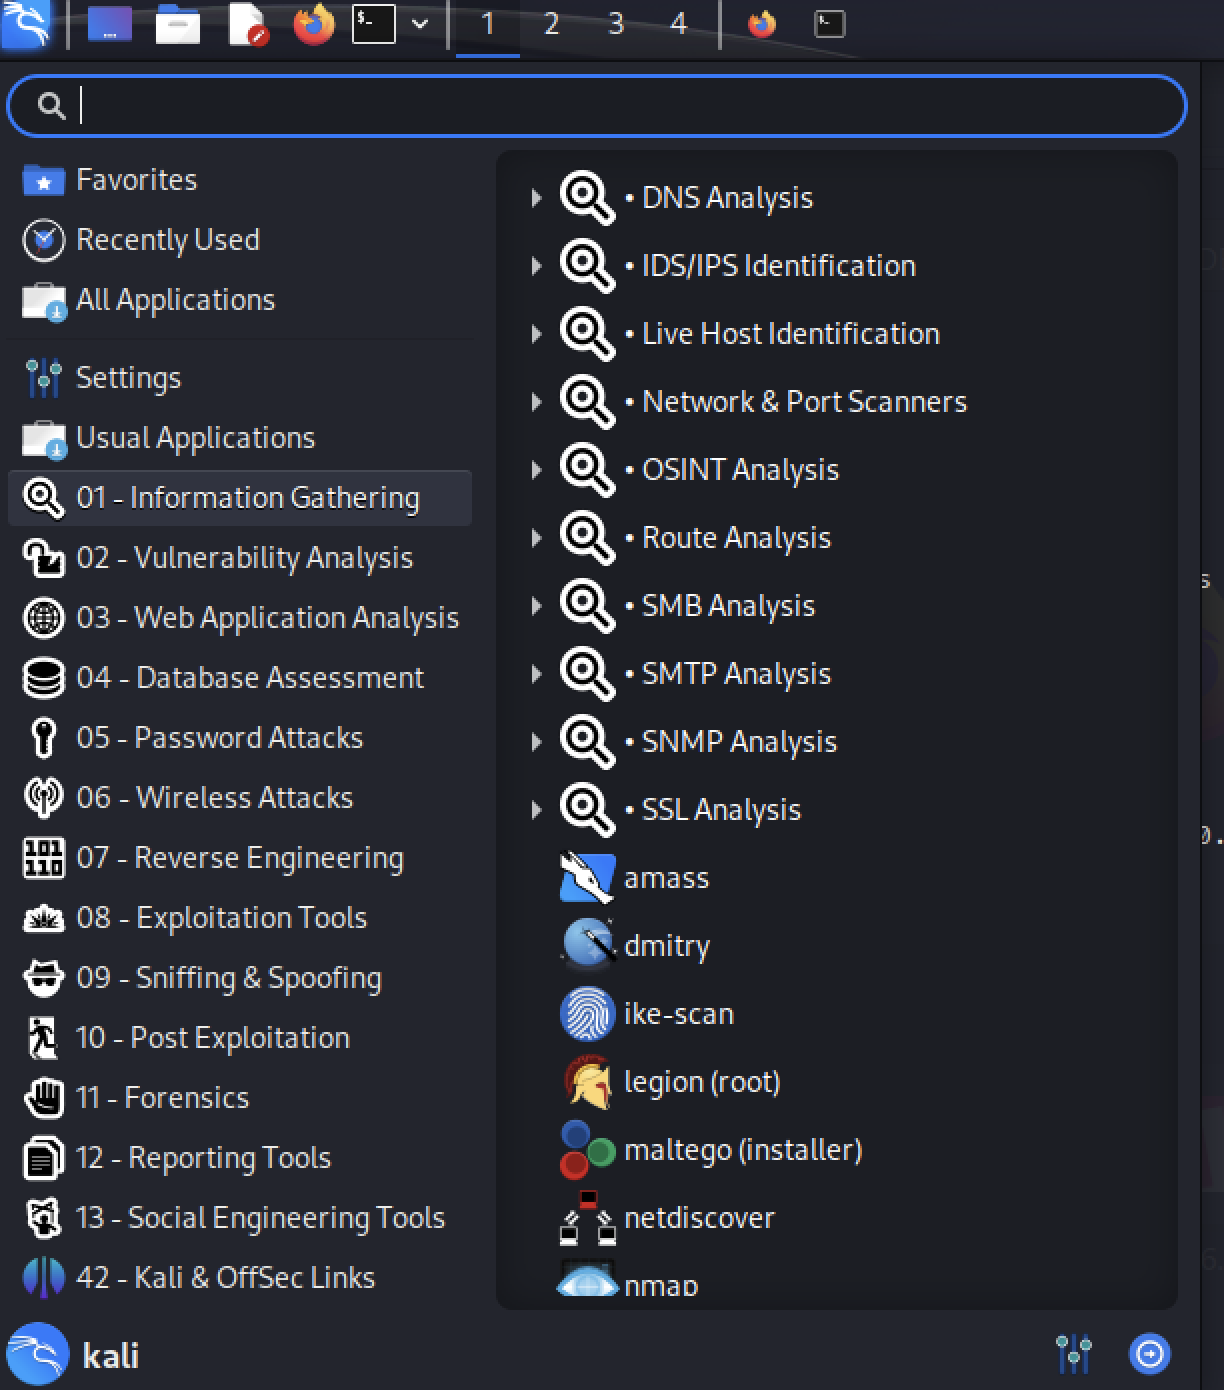 $-
1 2 3 4
Favorites
Recently Used
All Applications
Settings
Usual Applications
01 - Information Gathering
02 - Vulnerability Analysis
03 - Web Application Analysis
04 - Database Assessment
05 - Password Attacks
06 - Wireless Attacks
07 - Reverse Engineering
08 - Exploitation Tools
09 - Sniffing & Spoofing
10 - Post Exploitation
11 - Forensics
12 - Reporting Tools
13 - Social Engineering Tools
42 - Kali & OffSec Links
• DNS Analysis
• IDS/IPS Identification
• Live Host Identification
• Network & Port Scanners
• OSINT Analysis
• Route Analysis
• SMB Analysis
• SMTP Analysis
• SNMP Analysis
• SSL Analysis
amass
dmitry
ike-scan
legion (root)
maltego (installer)
netdiscover
nmap
kali